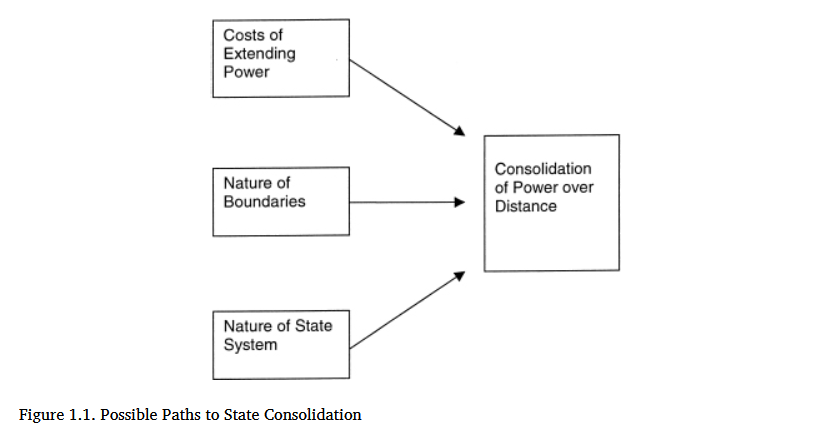 Costs of
Extending
Power
Nature of
Boundaries
Nature of State
System
Consolidation
of Power over
Distance
Figure 1.1. Possible Paths to State Consolidation